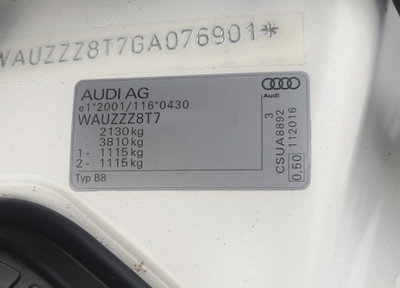 WAUZZZ8T7GA076901*
AUDI AG
e1*2001/116*0430
WAUZZZ8T7
2130kg
3810kg
1- 1115kg
2- 1115kg
Typ B8
Audi
3
CSUA8892
0,50 112016